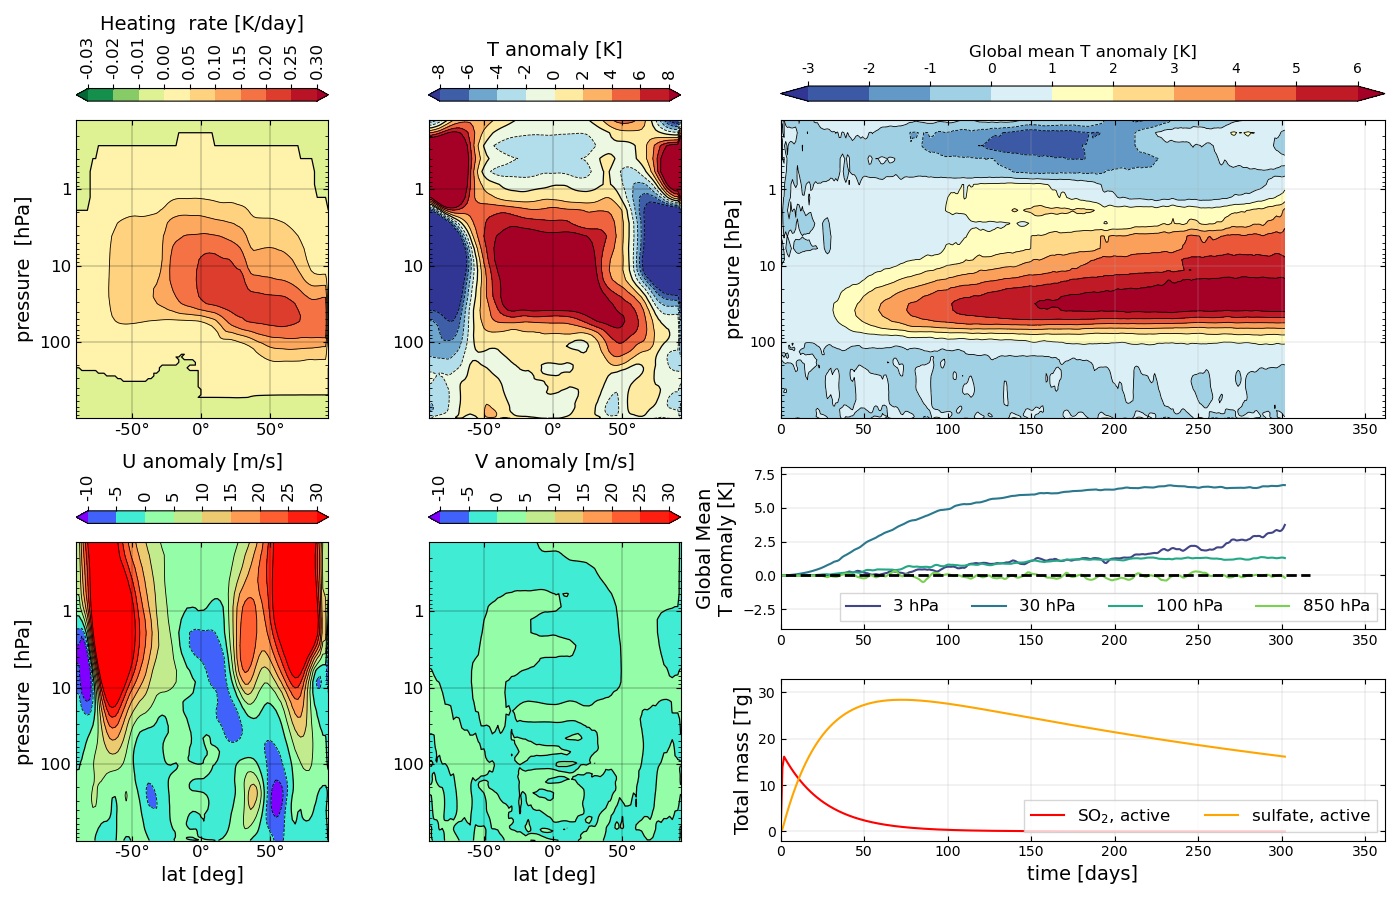 Heating  rate [K/day]
-0.03 -0.02 -0.01 0.00 0.05 0.10 0.15 0.20 0.25 0.30
pressure  [hPa]
1
10
100
-50° 0° 50°
T anomaly [K]
-8 -6 -4 -2 0 2 4 6 8
1
10
100
-50° 0° 50°
Global mean T anomaly [K]
-3 -2 -1 0 1 2 3 4 5 6
pressure [hPa]
1
10
100
0 50 100 150 200 250 300 350
U anomaly [m/s]
-10 -5 0 5 10 15 20 25 30
pressure  [hPa]
1
10
100
-50° 0° 50°
lat [deg]
V anomaly [m/s]
-10 -5 0 5 10 15 20 25 30
1
10
100
-50° 0° 50°
lat [deg]
Global Mean
T anomaly [K]
7.5
5.0
2.5
0.0
−2.5
3 hPa 30 hPa 100 hPa 850 hPa
0 50 100 150 200 250 300 350
Total mass [Tg]
30
20
10
0
SO₂, active sulfate, active
0 50 100 150 200 250 300 350
time [days]